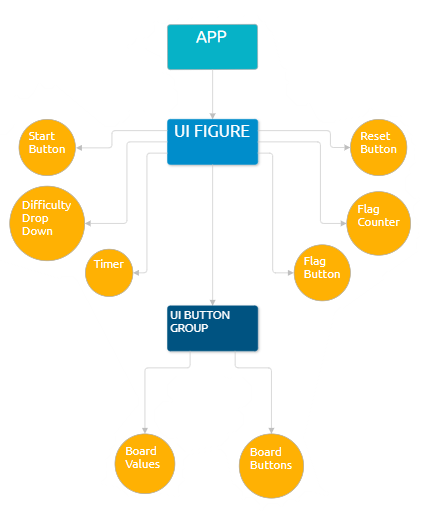 APP
UI FIGURE
Start
Button
Reset
Button
Difficulty
Drop
Down
Flag
Counter
Timer
Flag
Button
UI BUTTON
GROUP
Board
Values
Board
Buttons